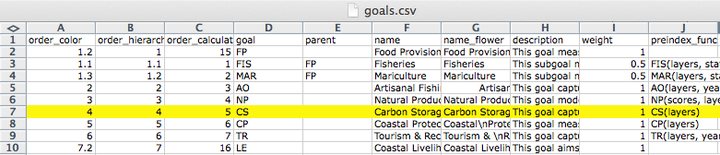 goals.csv
A B C D E F G H I J
1 order_color order_hierarch order_calculat goal parent name name_flower description weight preindex_func
2 1.2 1 15 FP Food Provision Food Provision This goal meas 1
3 1.1 1.1 1 FIS FP Fisheries Fisheries This subgoal n 0.5 FIS(layers, sta
4 1.3 1.2 2 MAR FP Mariculture Mariculture This subgoal n 0.5 MAR(layers, st
5 2 2 3 AO Artisanal Fishi Artisan This goal capt 1 AO(layers, year
6 3 3 4 NP Natural Produc Natural Produc This goal mod 1 NP(scores, laye
7 4 4 5 CS Carbon Storag Carbon Storag This goal capt 1 CS(layers)
8 5 5 6 CP Coastal Protec Coastal\nProte This goal meas 1 CP(layers)
9 6 6 7 TR Tourism & Rec Tourism & \nR This goal capt 1 TR(layers, year
10 7.2 7 16 LE Coastal Livelih Coastal Livelih This goal aims 1